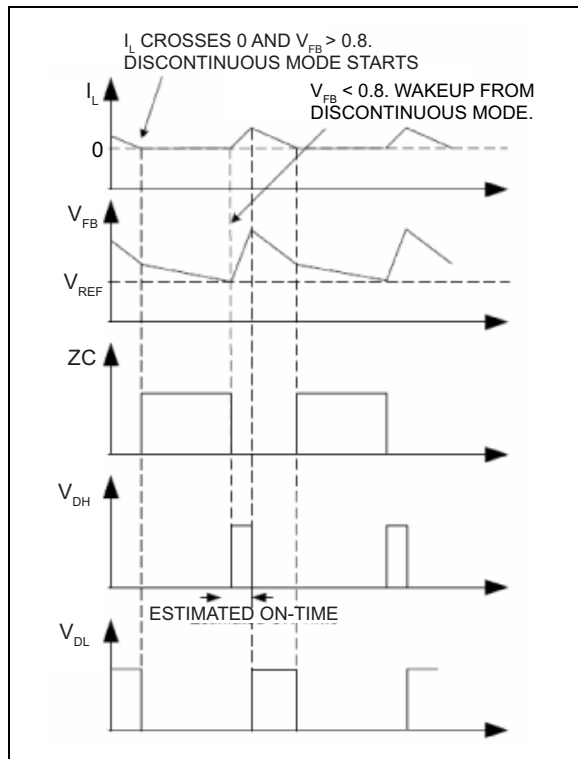 I_L CROSSES 0 AND V_FB > 0.8.
DISCONTINUOUS MODE STARTS
V_FB < 0.8. WAKEUP FROM
DISCONTINUOUS MODE.
I_L
0
V_FB
V_REF
ZC
V_DH
ESTIMATED ON-TIME
V_DL